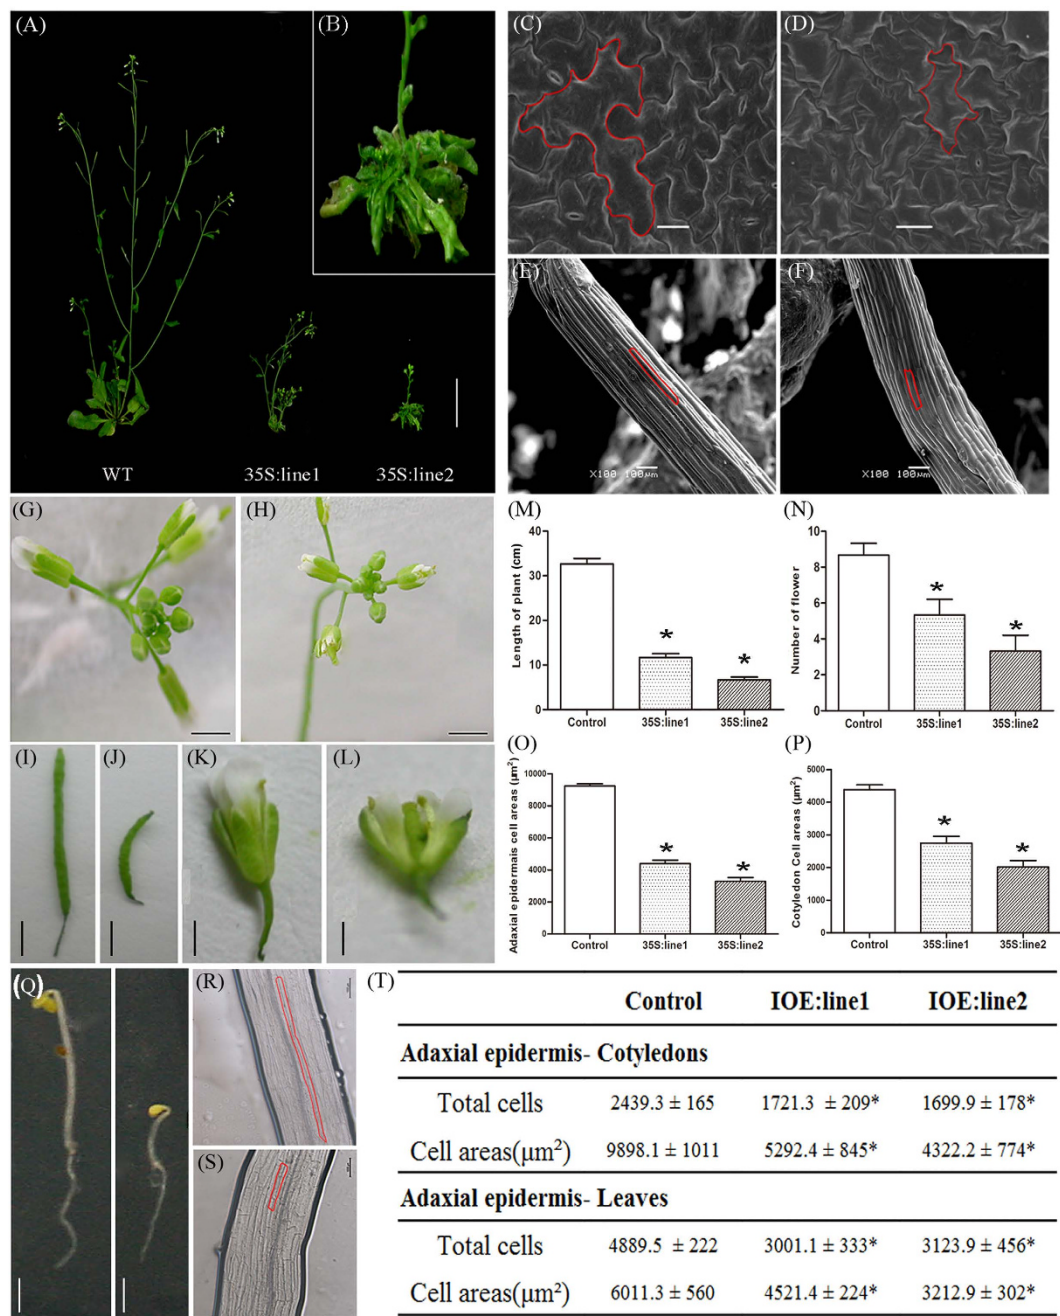 (A)
(B)
WT
35S:line1
35S:line2
(C)
(D)
(E)
X100 100μm
(F)
X100 100μm
(G)
(H)
(I)
(J)
(K)
(L)
(M)
Length of plant (cm)
40
30
20
10
0
*
*
Control
35S:line1
35S:line2
(N)
Number of flower
10
8
6
4
2
0
*
*
Control
35S:line1
35S:line2
(O)
Adaxial epidermais cell areas (μm²)
10000
8000
6000
4000
2000
0
*
*
Control
35S:line1
35S:line2
(P)
Cotyledon Cell areas (μm²)
5000
4000
3000
2000
1000
0
*
*
Control
35S:line1
35S:line2
(Q)
(R)
(S)
(T)
Control IOE:line1 IOE:line2
Adaxial epidermis- Cotyledons
Total cells 2439.3 ± 165 1721.3 ± 209* 1699.9 ± 178*
Cell areas(μm²) 9898.1 ± 1011 5292.4 ± 845* 4322.2 ± 774*
Adaxial epidermis- Leaves
Total cells 4889.5 ± 222 3001.1 ± 333* 3123.9 ± 456*
Cell areas(μm²) 6011.3 ± 560 4521.4 ± 224* 3212.9 ± 302*